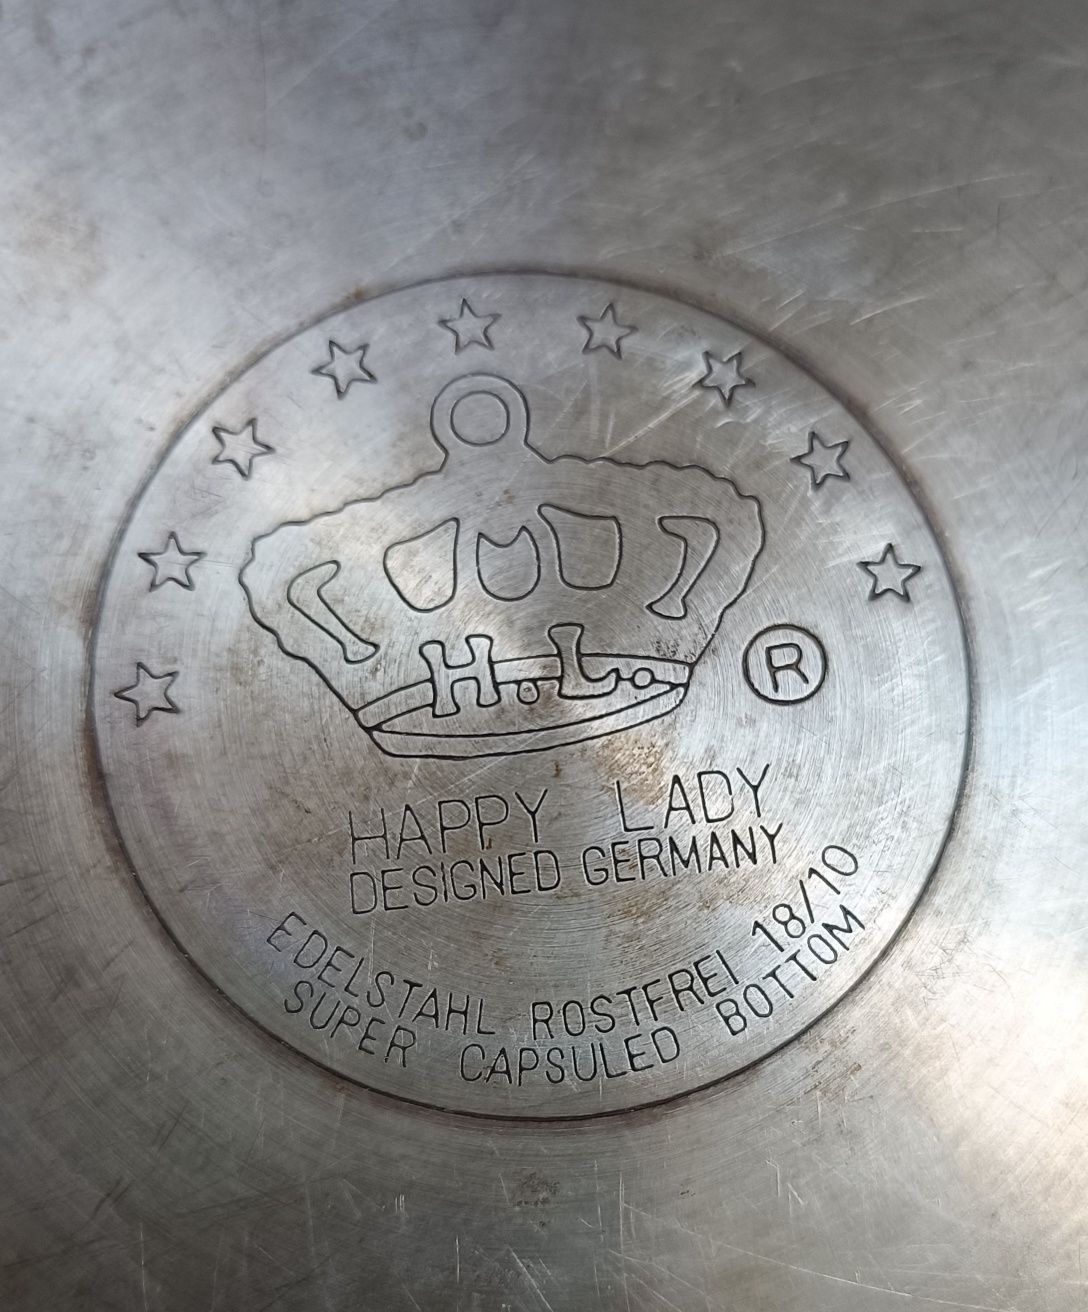 H.L.
®
HAPPY LADY
DESIGNED GERMANY
EDELSTAHL ROSTFREI 18/10
SUPER CAPSULED BOTTOM